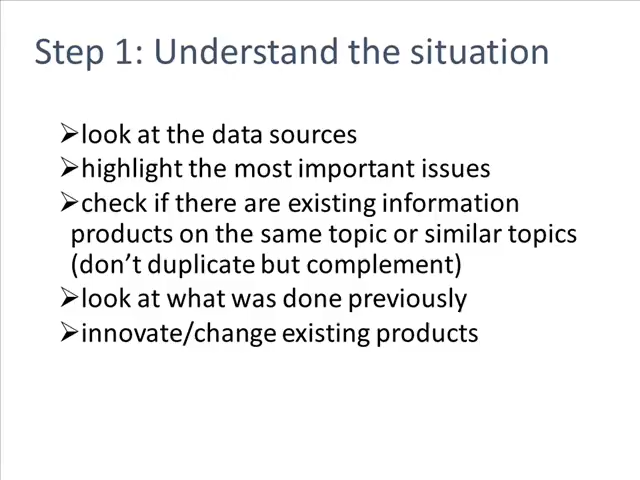 Step 1: Understand the situation
➢look at the data sources
➢highlight the most important issues
➢check if there are existing information
products on the same topic or similar topics
(don’t duplicate but complement)
➢look at what was done previously
➢innovate/change existing products